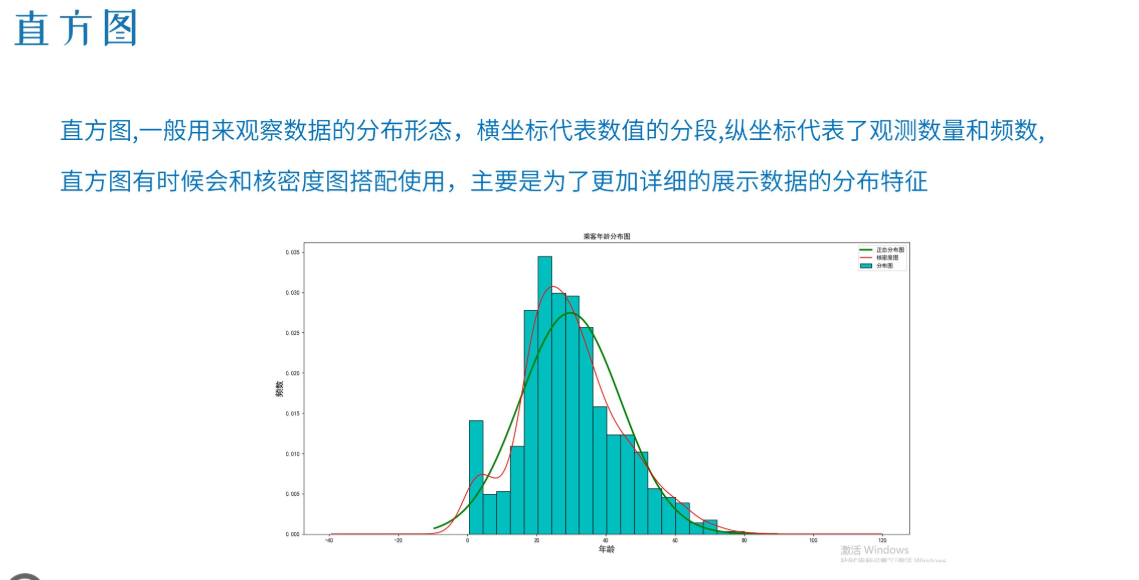 直方图
直方图,一般用来观察数据的分布形态，横坐标代表数值的分段,纵坐标代表了观测数量和频数,
直方图有时候会和核密度图搭配使用，主要是为了更加详细的展示数据的分布特征
乘客年龄分布图
正态分布图
核密度图
分布图
频数
0.035
0.030
0.025
0.020
0.015
0.010
0.005
0.000
-40 -20 0 20 40 60 80 100 120
年龄
激活 Windows